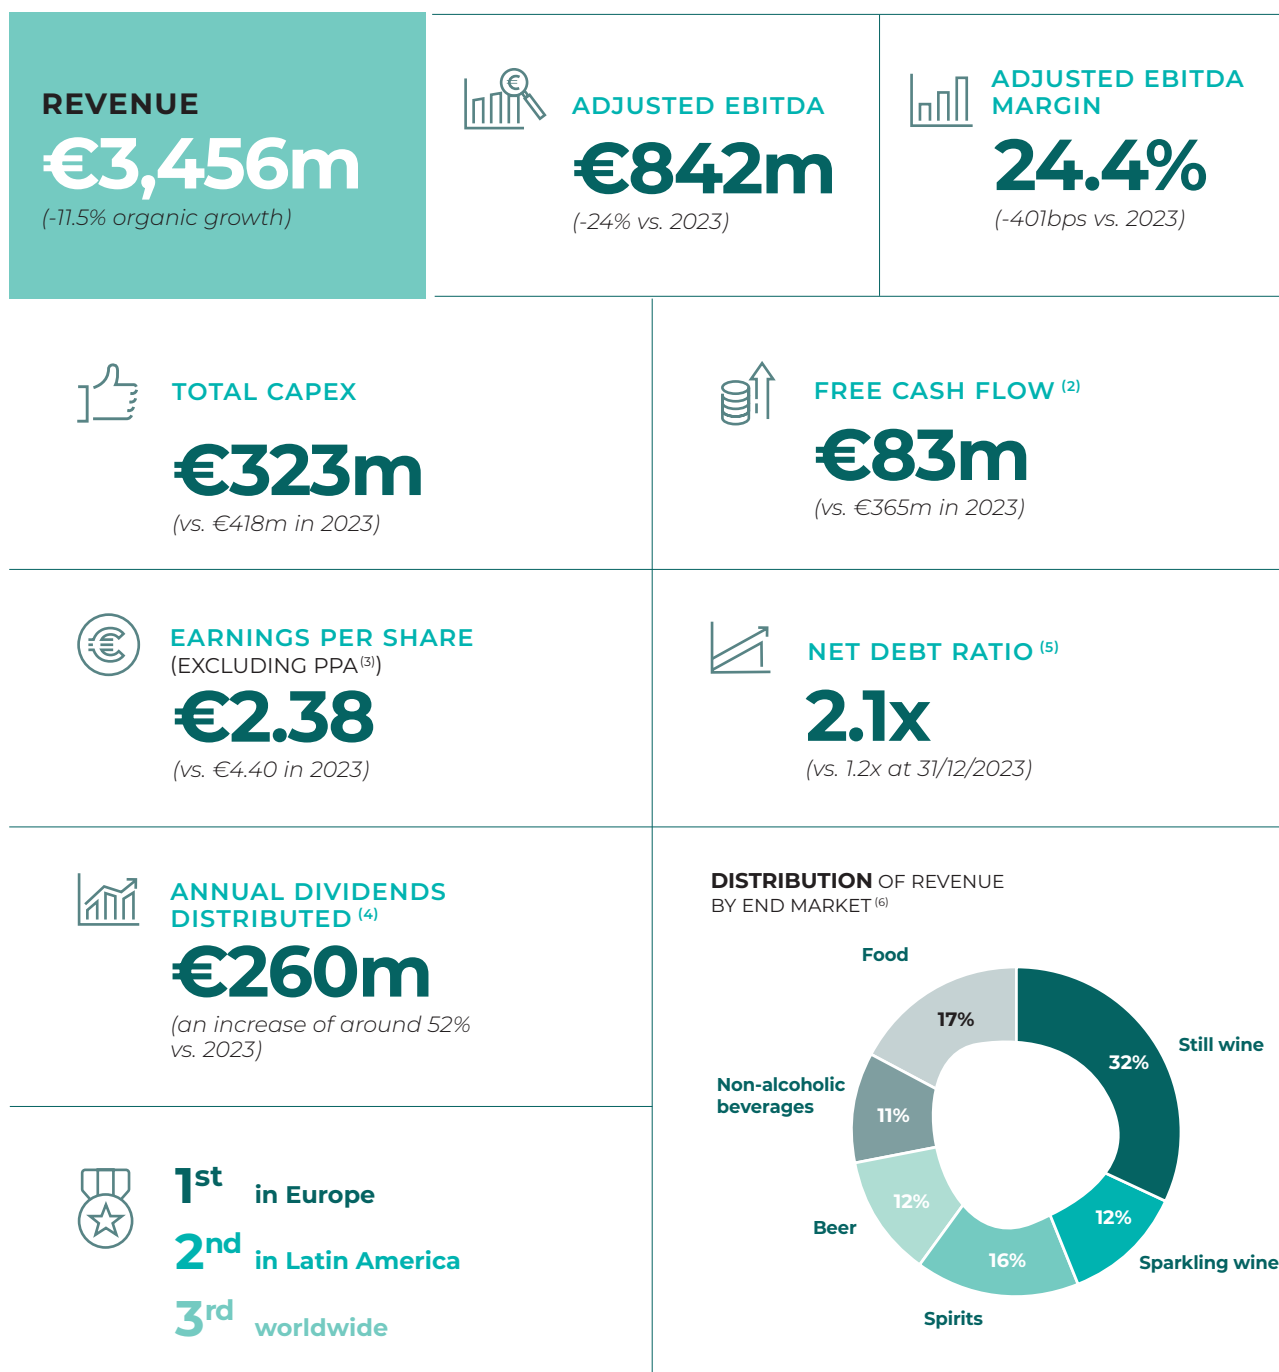 REVENUE
€3,456m
(-11.5% organic growth)
ADJUSTED EBITDA
€842m
(-24% vs. 2023)
ADJUSTED EBITDA
MARGIN
24.4%
(-401bps vs. 2023)
TOTAL CAPEX
€323m
(vs. €418m in 2023)
FREE CASH FLOW (2)
€83m
(vs. €365m in 2023)
EARNINGS PER SHARE
(EXCLUDING PPA(3))
€2.38
(vs. €4.40 in 2023)
NET DEBT RATIO (5)
2.1x
(vs. 1.2x at 31/12/2023)
ANNUAL DIVIDENDS
DISTRIBUTED (4)
€260m
(an increase of around 52%
vs. 2023)
1st in Europe
2nd in Latin America
3rd worldwide
DISTRIBUTION OF REVENUE
BY END MARKET (6)
Food
17%
32%
Still wine
Non-alcoholic
beverages
11%
12%
Beer
12%
Sparkling wine
16%
Spirits